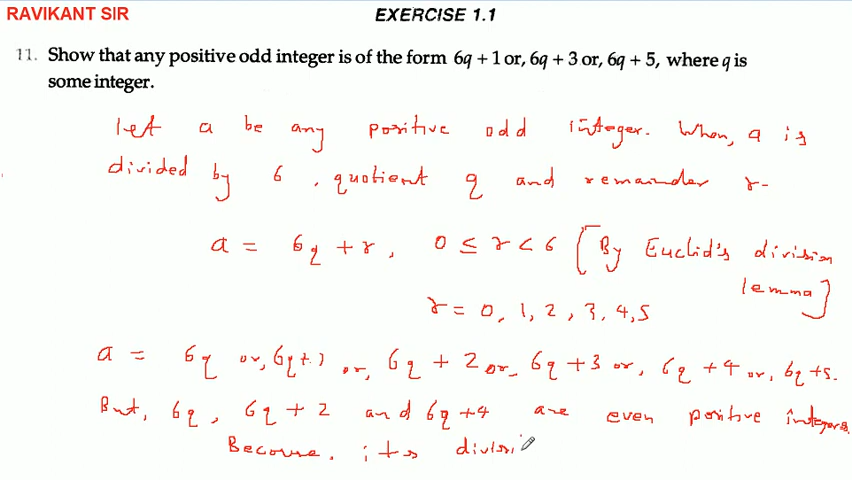 RAVIKANT SIR
EXERCISE 1.1
11. Show that any positive odd integer is of the form 6q + 1 or, 6q + 3 or, 6q + 5, where q is
some integer.
let a be any positive odd integer. When, a is
divided by 6, quotient q and remainder r.
a = 6q + r, 0 ≤ r < 6 [By Euclid's division
lemma]
r = 0, 1, 2, 3, 4, 5
a = 6q or, 6q+1 or, 6q + 2 or, 6q + 3 or, 6q + 4 or, 6q + 5.
But, 6q, 6q + 2 and 6q + 4 are even positive integers.
Because, its divisi